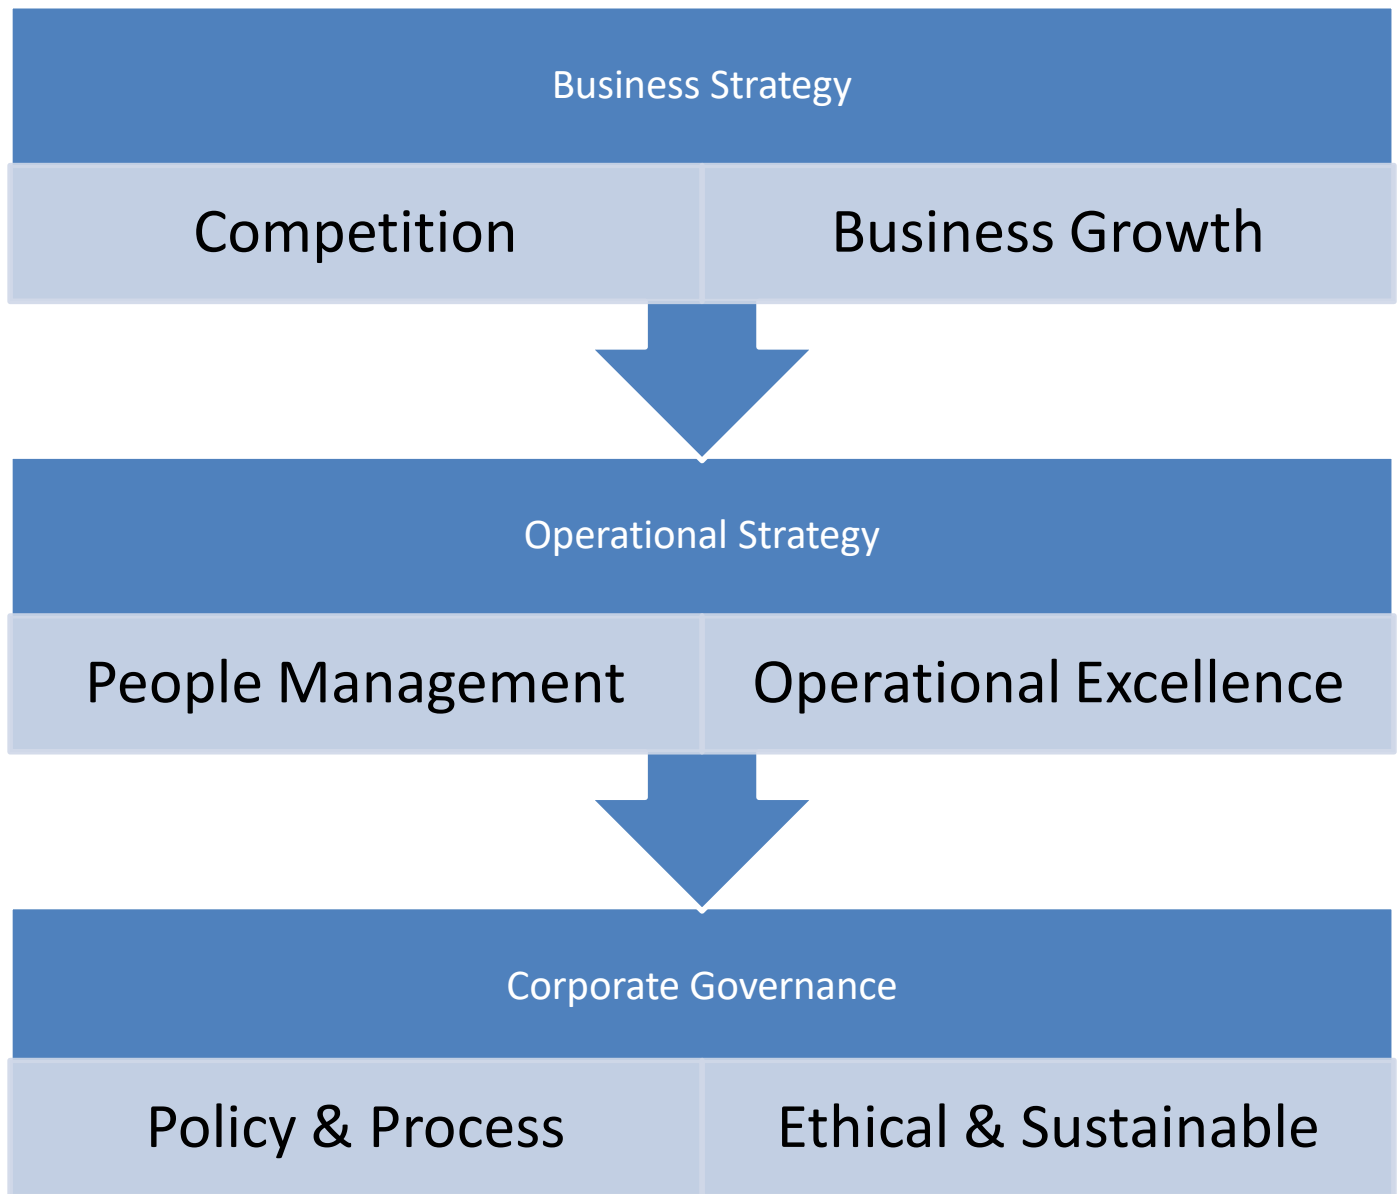 Business Strategy
Competition
Business Growth
Operational Strategy
People Management
Operational Excellence
Corporate Governance
Policy & Process
Ethical & Sustainable